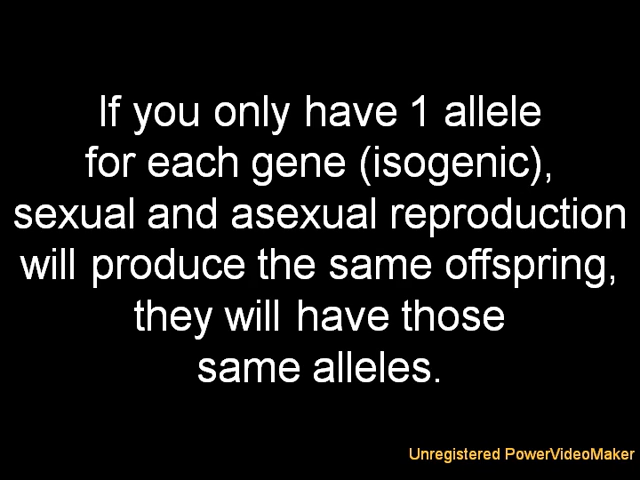 If you only have 1 allele
for each gene (isogenic),
sexual and asexual reproduction
will produce the same offspring,
they will have those
same alleles.
Unregistered PowerVideoMaker